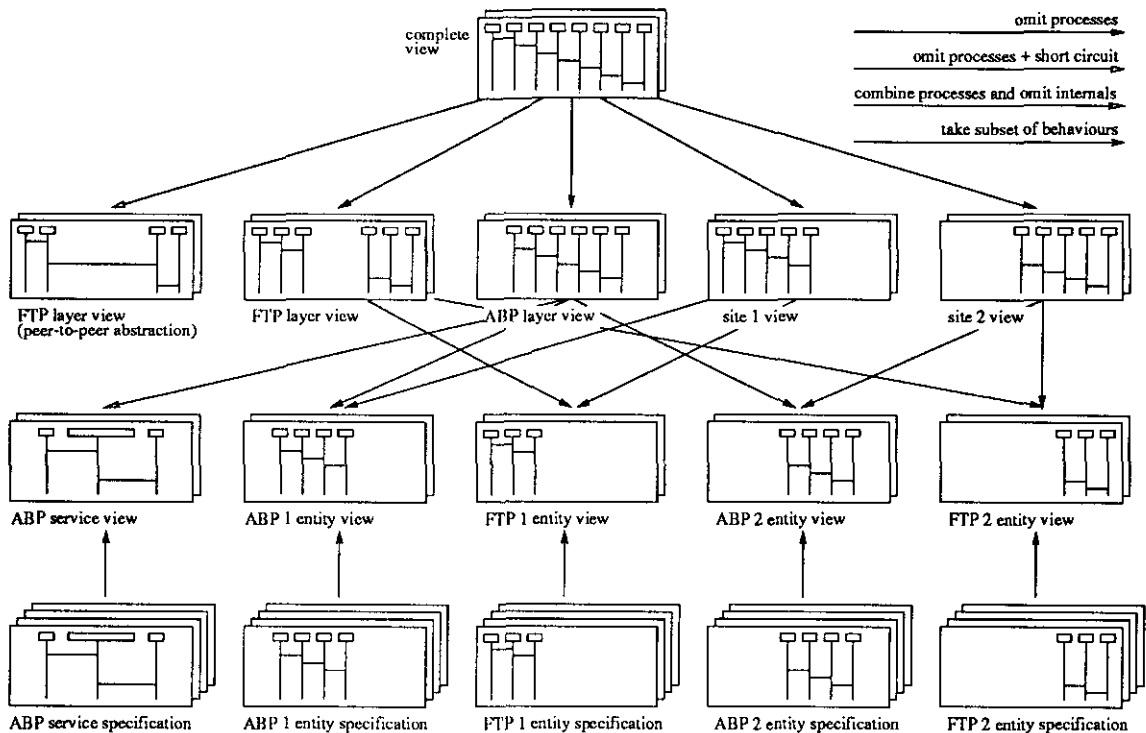 complete
view
omit processes
omit processes + short circuit
combine processes and omit internals
take subset of behaviours
FTP layer view
(peer-to-peer abstraction)
FTP layer view
ABP layer view
site 1 view
site 2 view
ABP service view
ABP 1 entity view
FTP 1 entity view
ABP 2 entity view
FTP 2 entity view
ABP service specification
ABP 1 entity specification
FTP 1 entity specification
ABP 2 entity specification
FTP 2 entity specification